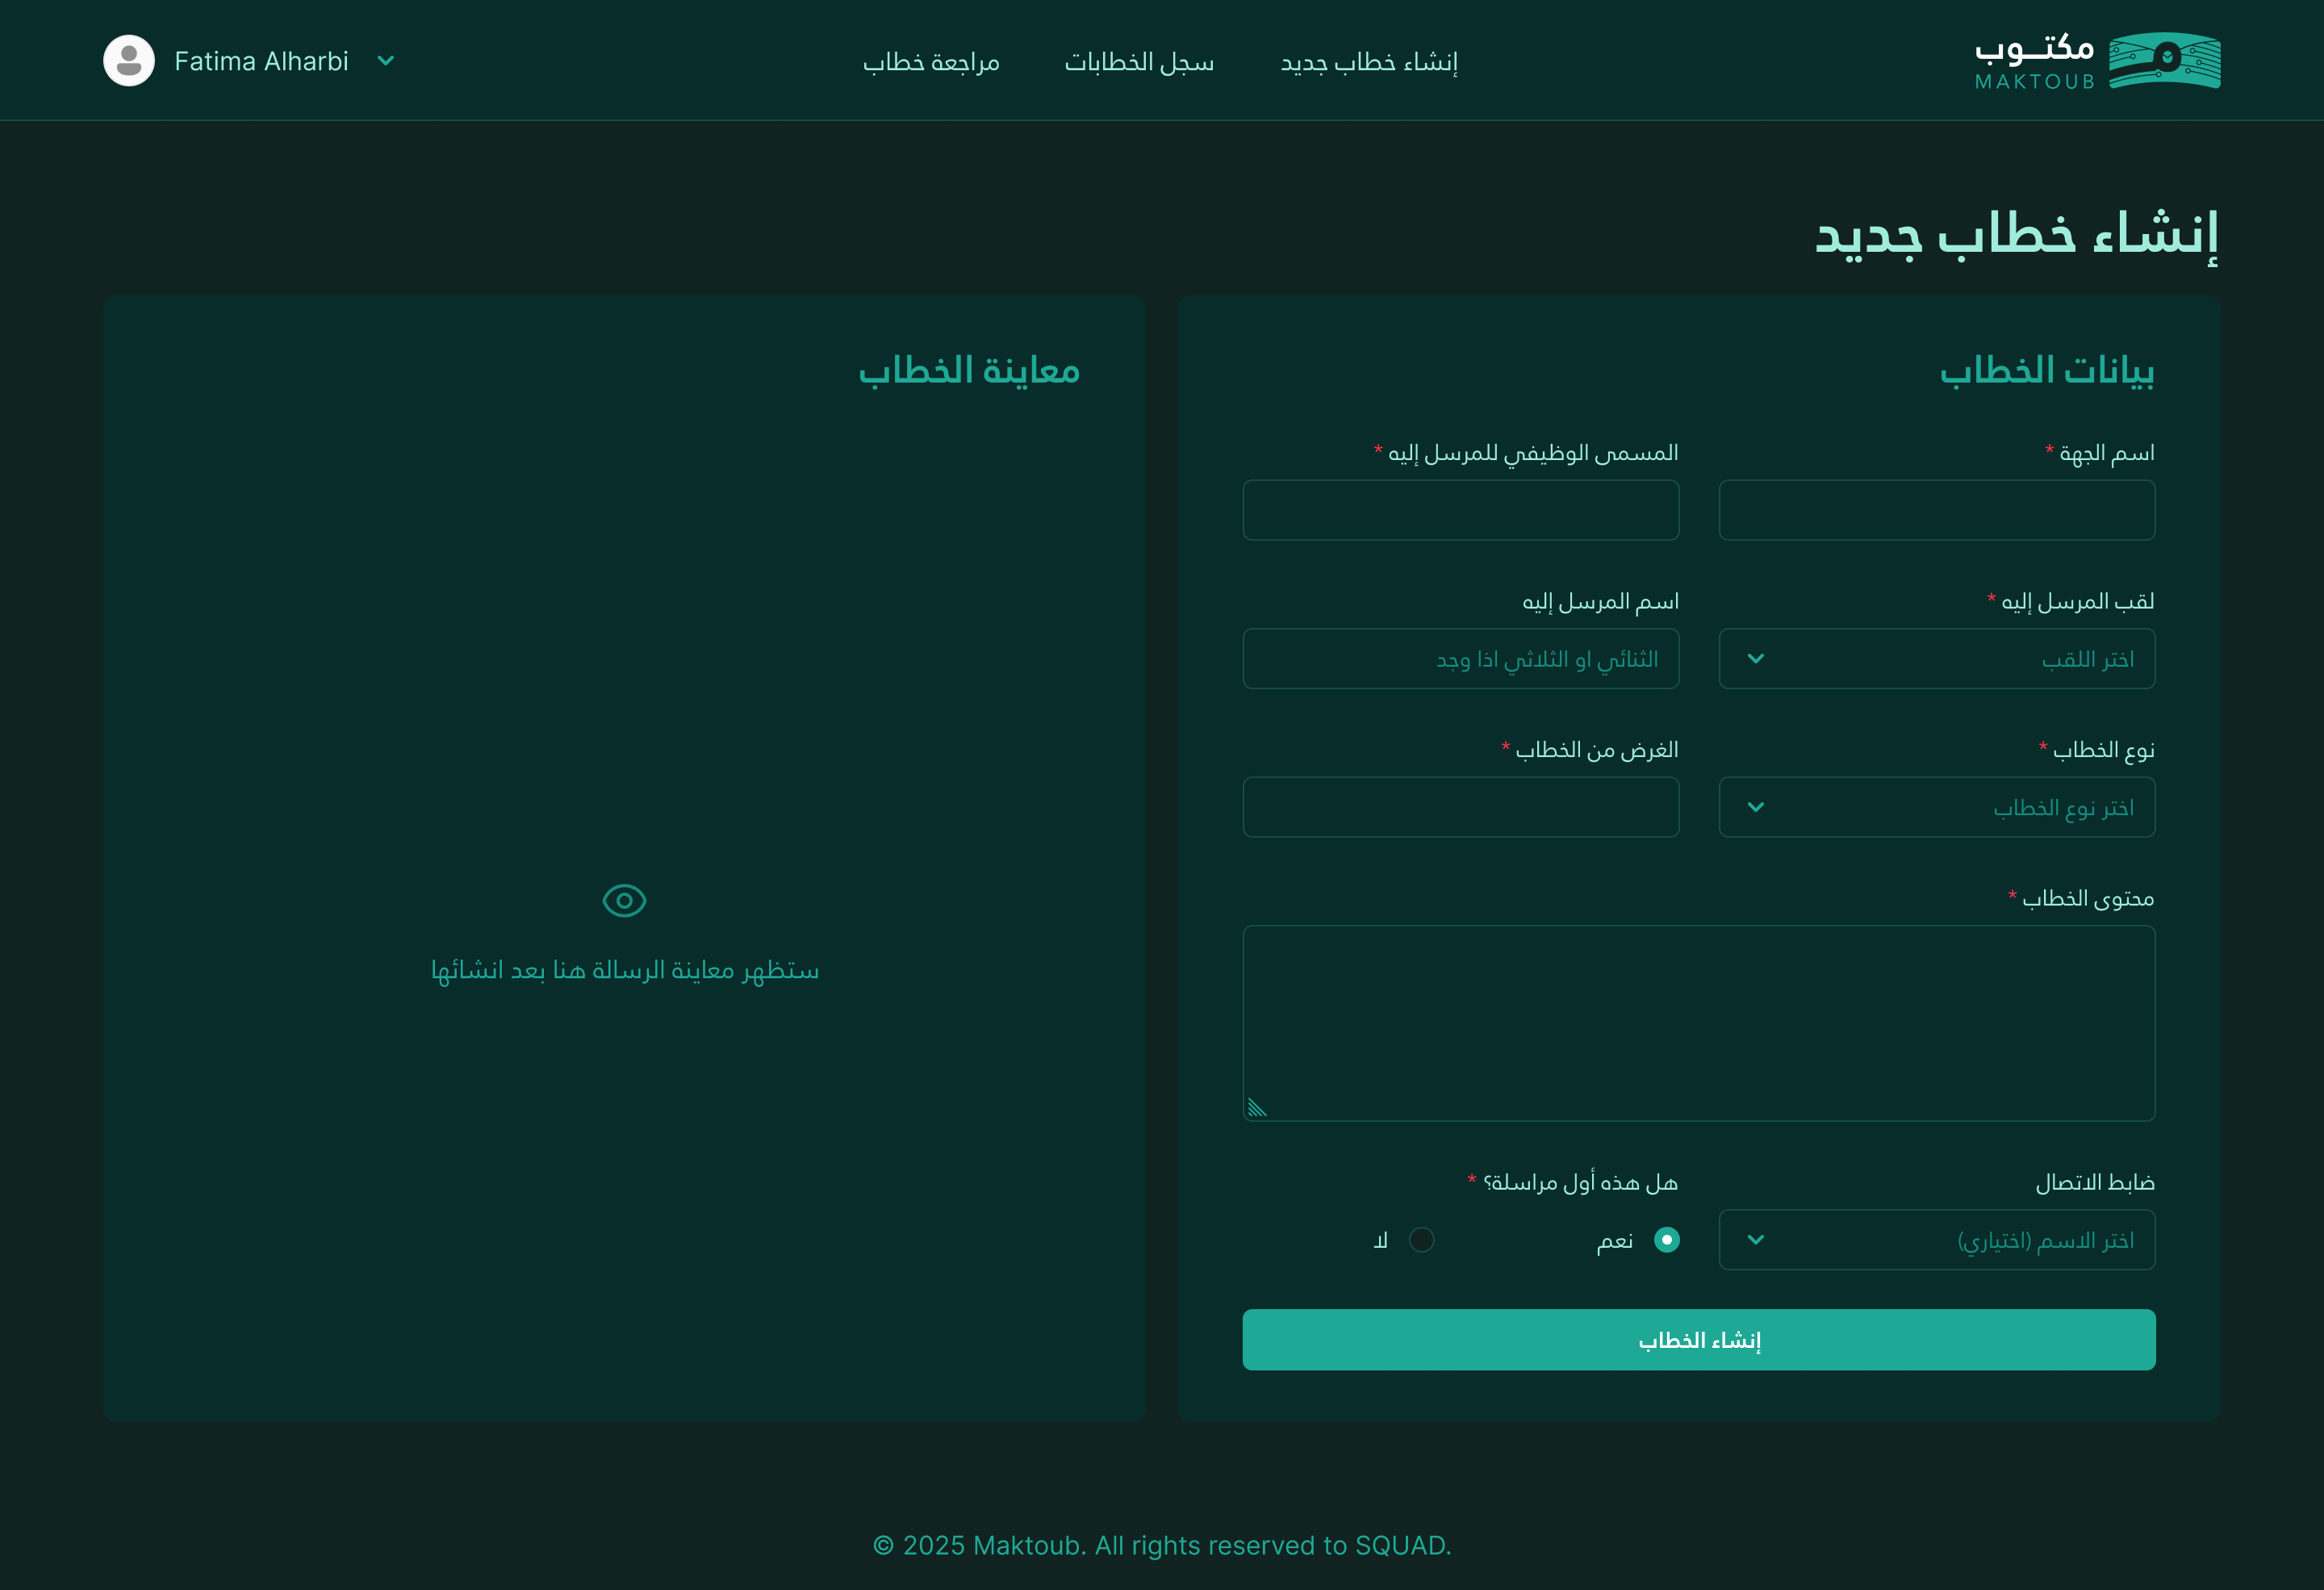 مكتــوب
MAKTOUB
إنشاء خطاب جديد
سجل الخطابات
مراجعة خطاب
Fatima Alharbi
إنشاء خطاب جديد
بيانات الخطاب
اسم الجهة *
المسمى الوظيفي للمرسل إليه *
لقب المرسل إليه *
اسم المرسل إليه
اختر اللقب
الثنائي او الثلاثي اذا وجد
نوع الخطاب *
الغرض من الخطاب *
اختر نوع الخطاب
محتوى الخطاب *
ضابط الاتصال
هل هذه أول مراسلة؟ *
اختر الاسم (اختياري)
نعم
لا
إنشاء الخطاب
معاينة الخطاب
ستظهر معاينة الرسالة هنا بعد انشائها
© 2025 Maktoub. All rights reserved to SQUAD.